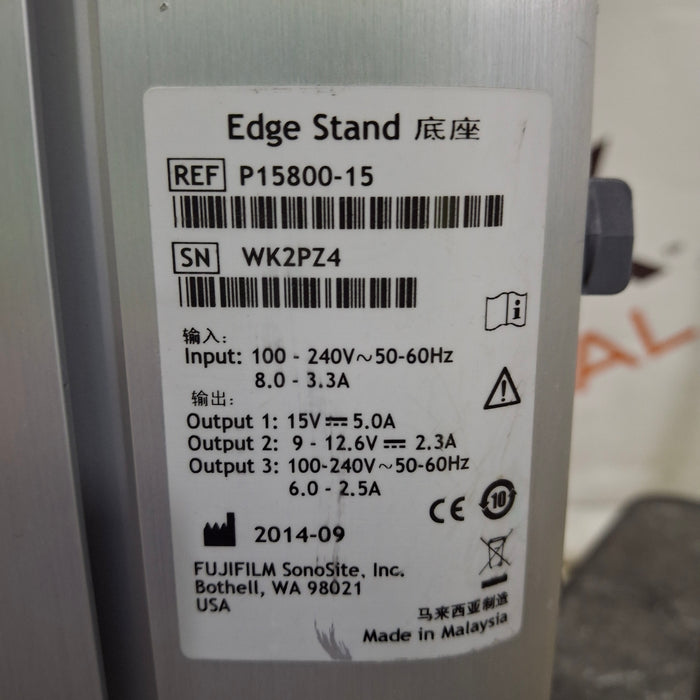 Edge Stand 底座
REF P15800-15
SN WK2PZ4
输入:
Input: 100 - 240V~50-60Hz
8.0 - 3.3A
输出:
Output 1: 15V⎓5.0A
Output 2: 9 - 12.6V⎓ 2.3A
Output 3: 100-240V~50-60Hz
6.0 - 2.5A
CE 10
2014-09
FUJIFILM SonoSite, Inc.
Bothell, WA 98021
USA
马来西亚制造
Made in Malaysia
AL